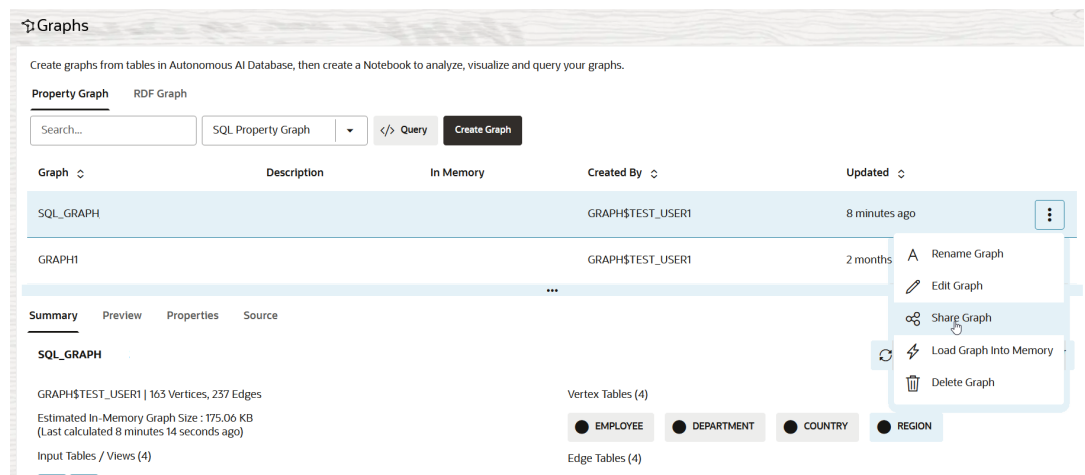 Graphs
Create graphs from tables in Autonomous AI Database, then create a Notebook to analyze, visualize and query your graphs.
Property Graph RDF Graph
Search... SQL Property Graph </> Query Create Graph
Graph Description In Memory Created By Updated
SQL_GRAPH GRAPH$TEST_USER1 8 minutes ago
GRAPH1 GRAPH$TEST_USER1 2 months
Rename Graph
Edit Graph
Share Graph
Load Graph Into Memory
Delete Graph
Summary Preview Properties Source
SQL_GRAPH
GRAPH$TEST_USER1 | 163 Vertices, 237 Edges
Estimated In-Memory Graph Size : 175.06 KB
(Last calculated 8 minutes 14 seconds ago)
Input Tables / Views (4)
Vertex Tables (4)
EMPLOYEE DEPARTMENT COUNTRY REGION
Edge Tables (4)